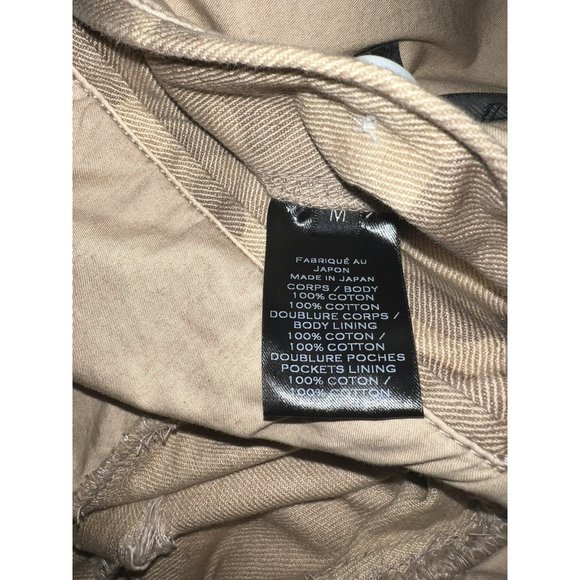 M
FABRIQUÉ AU
JAPON
MADE IN JAPAN
CORPS / BODY
100% COTON
100% COTTON
DOUBLURE CORPS /
BODY LINING
100% COTON /
100% COTTON
DOUBLURE POCHES
POCKETS LINING
100% COTON /
100% COTTON